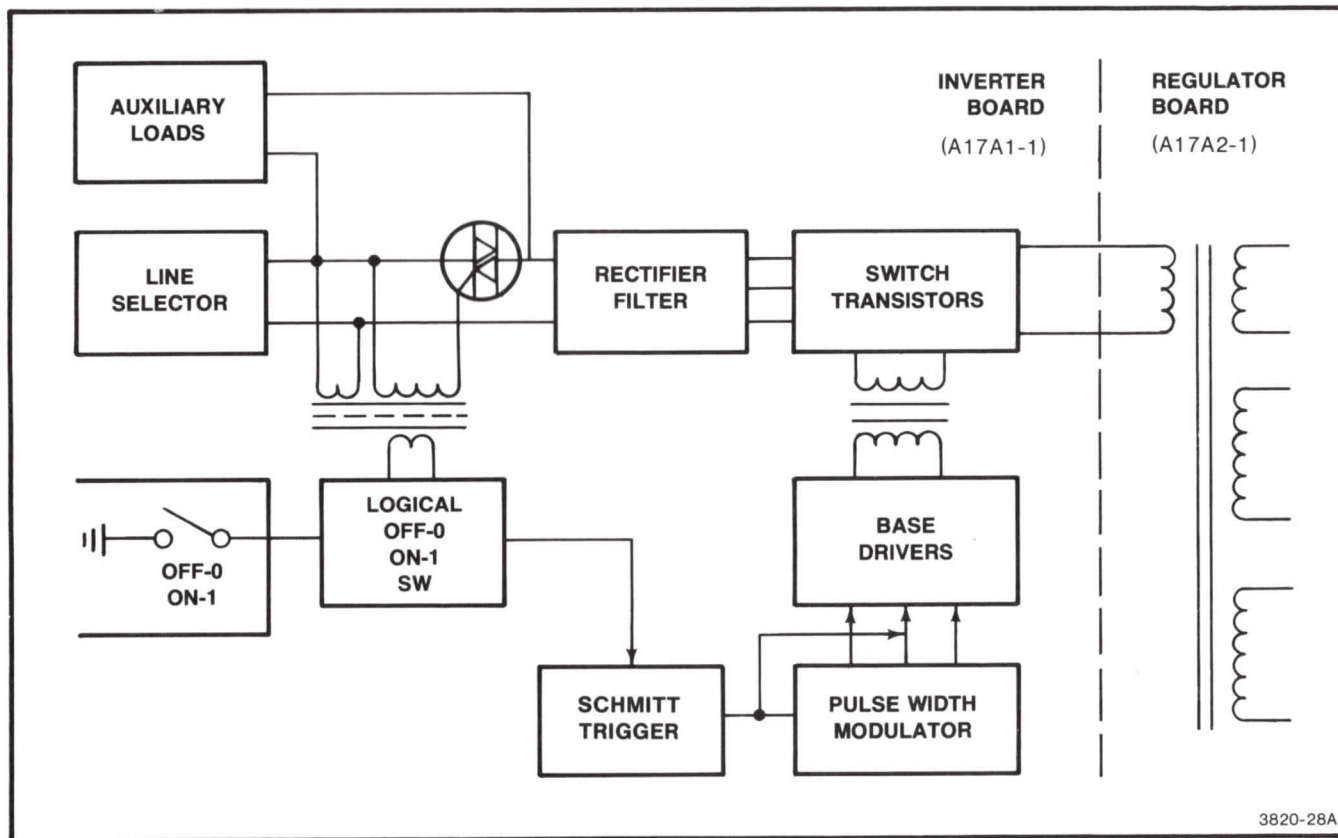 AUXILIARY
LOADS
INVERTER
BOARD
(A17A1-1)
REGULATOR
BOARD
(A17A2-1)
LINE
SELECTOR
RECTIFIER
FILTER
SWITCH
TRANSISTORS
OFF-0
ON-1
LOGICAL
OFF-0
ON-1
SW
BASE
DRIVERS
SCHMITT
TRIGGER
PULSE WIDTH
MODULATOR
3820-28A